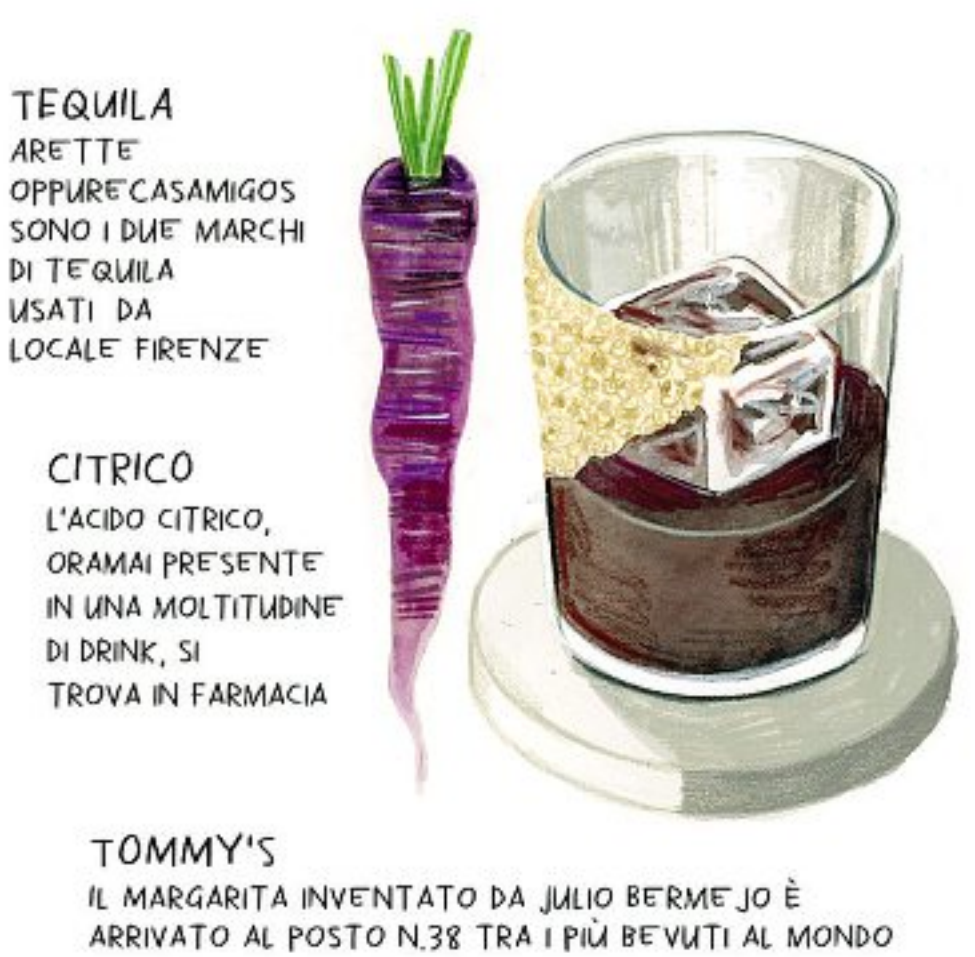 TEQUILA
ARETTE
OPPURE CASAMIGOS
SONO I DUE MARCHI
DI TEQUILA
USATI DA
LOCALE FIRENZE
CITRICO
L'ACIDO CITRICO,
ORAMAI PRESENTE
IN UNA MOLTITUDINE
DI DRINK, SI
TROVA IN FARMACIA
TOMMY'S
IL MARGARITA INVENTATO DA JULIO BERMEJO È
ARRIVATO AL POSTO N.38 TRA I PIÙ BEVUTI AL MONDO